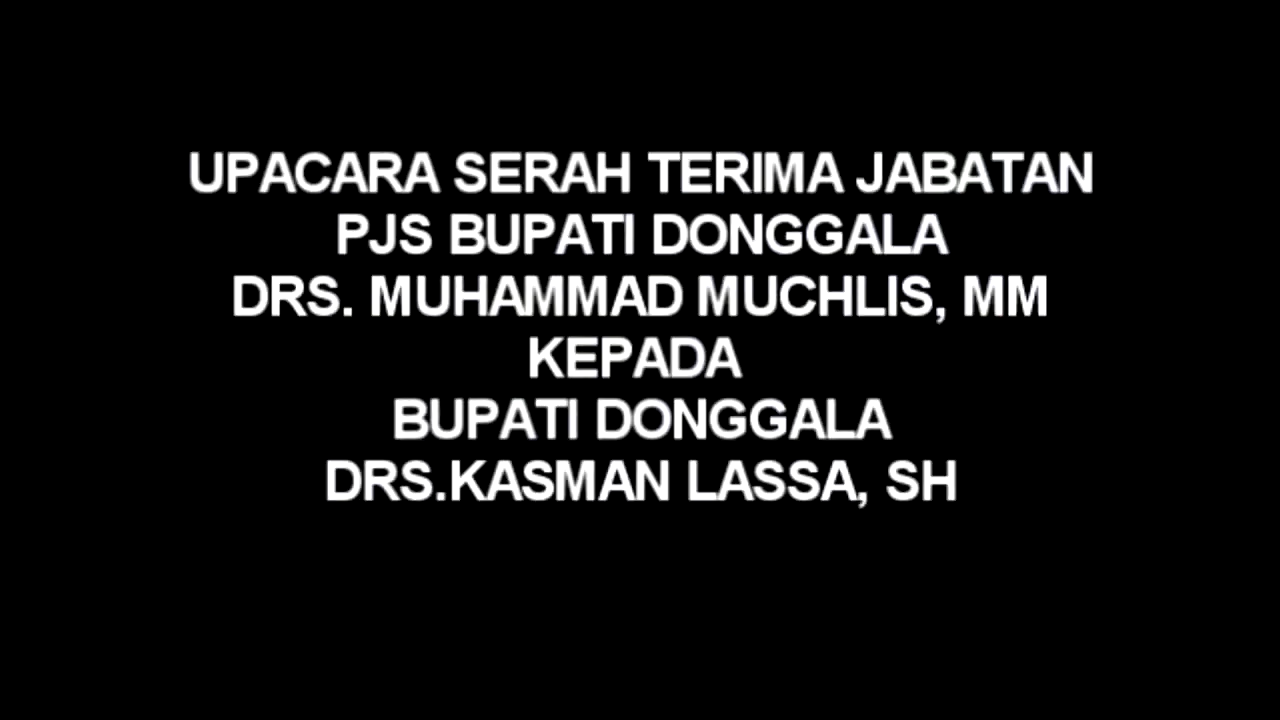 UPACARA SERAH TERIMA JABATAN
PJS BUPATI DONGGALA
DRS. MUHAMMAD MUCHLIS, MM
KEPADA
BUPATI DONGGALA
DRS.KASMAN LASSA, SH